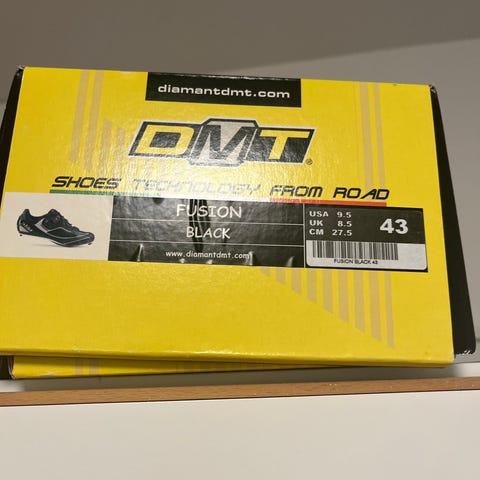 diamantdmt.com
DMT®
SHOES TECHNOLOGY FROM ROAD
FUSION
BLACK
www.diamantdmt.com
USA 9.5
UK 8.5
CM 27.5
43
FUSION BLACK 43